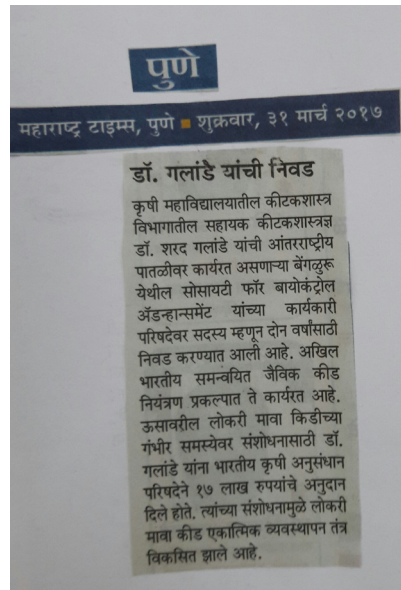 पुणे
महाराष्ट्र टाइम्स, पुणे ■ शुक्रवार, ३१ मार्च २०१७
डॉ. गलांडे यांची निवड
कृषी महाविद्यालयातील कीटकशास्त्र
विभागातील सहायक कीटकशास्त्रज्ञ
डॉ. शरद गलांडे यांची आंतरराष्ट्रीय
पातळीवर कार्यरत असणाऱ्या बेंगळुरू
येथील सोसायटी फॉर बायोकंट्रोल
ॲडव्हान्समेंट यांच्या कार्यकारी
परिषदेवर सदस्य म्हणून दोन वर्षांसाठी
निवड करण्यात आली आहे. अखिल
भारतीय समन्वयित जैविक कीड
नियंत्रण प्रकल्पात ते कार्यरत आहे.
ऊसावरील लोकरी मावा किडीच्या
गंभीर समस्येवर संशोधनासाठी डॉ.
गलांडे यांना भारतीय कृषी अनुसंधान
परिषदेने १७ लाख रुपयांचे अनुदान
दिले होते. त्यांच्या संशोधनामुळे लोकरी
मावा कीड एकात्मिक व्यवस्थापन तंत्र
विकसित झाले आहे.